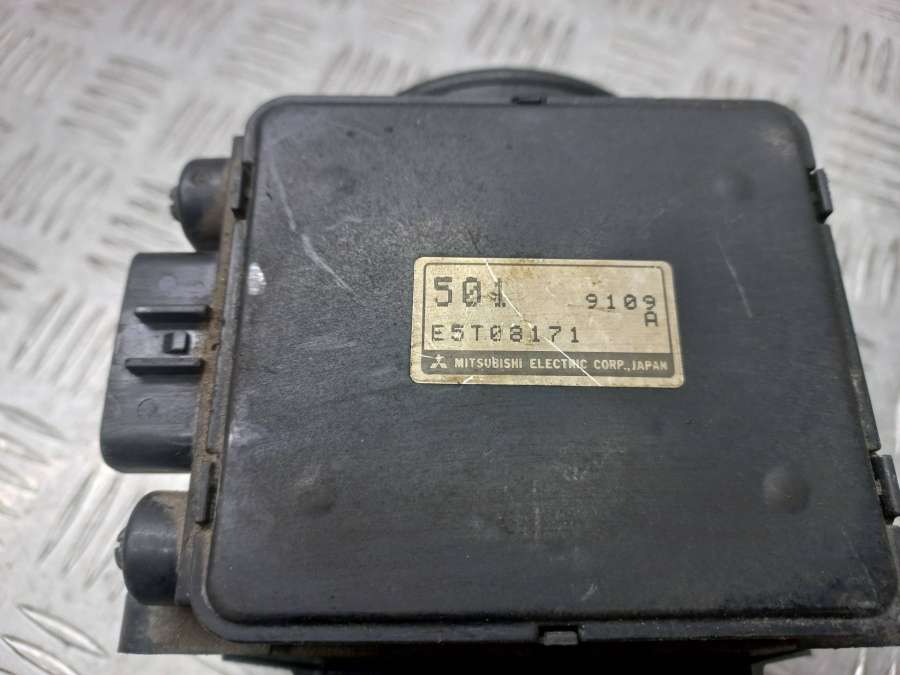 501 9109
A
E5T08171
MITSUBISHI ELECTRIC CORP., JAPAN